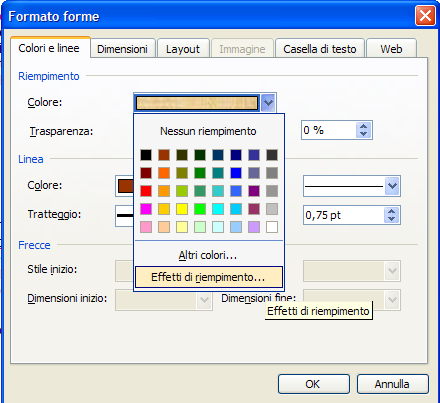 Formato forme
Colori e linee Dimensioni Layout Immagine Casella di testo Web
Riempimento
Colore:
Nessun riempimento
Trasparenza: 0 %
Linea
Colore:
Tratteggio: 0,75 pt
Altri colori...
Effetti di riempimento...
Frecce
Stile inizio:
Dimensioni inizio: Dimensioni fine:
Effetti di riempimento
OK Annulla